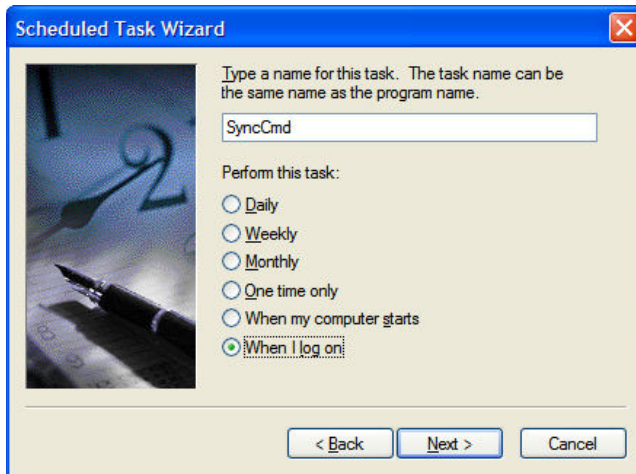 Scheduled Task Wizard
Type a name for this task. The task name can be
the same name as the program name.
SyncCmd
Perform this task:
Daily
Weekly
Monthly
One time only
When my computer starts
When I log on
< Back
Next >
Cancel